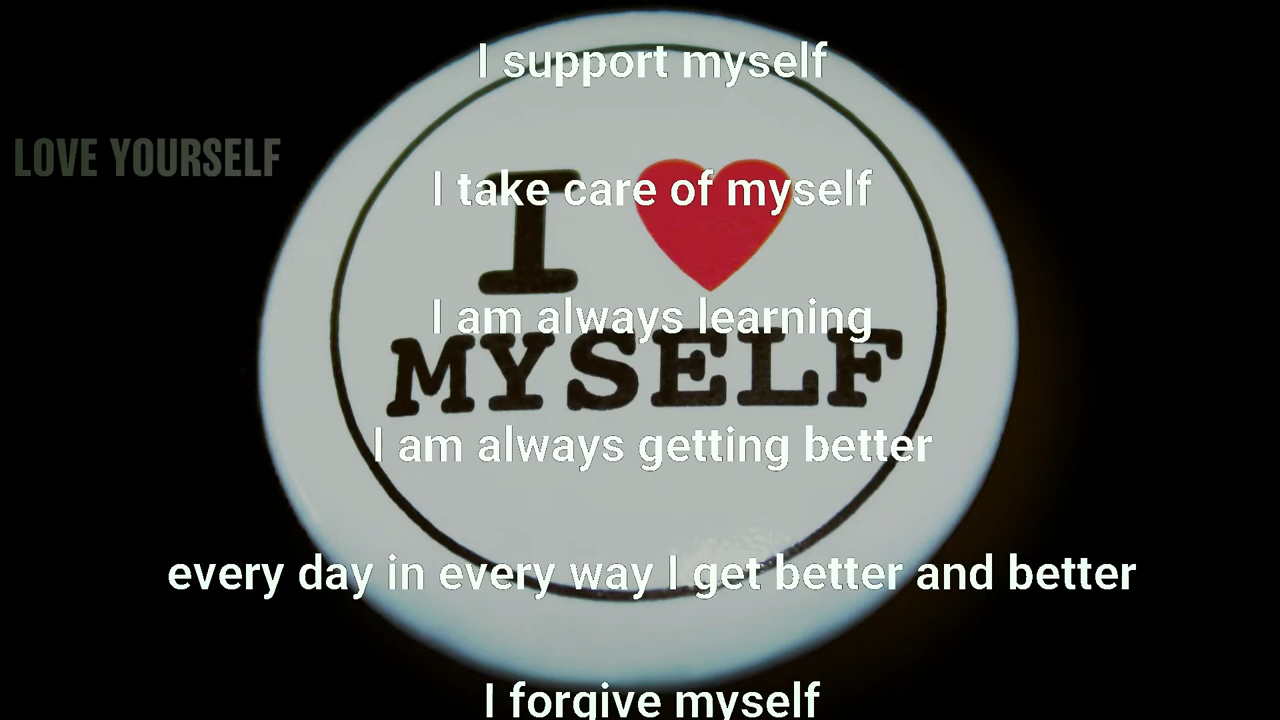 I support myself
LOVE YOURSELF
I take care of myself
I ❤
I am always learning
MYSELF
I am always getting better
every day in every way I get better and better
I forgive myself